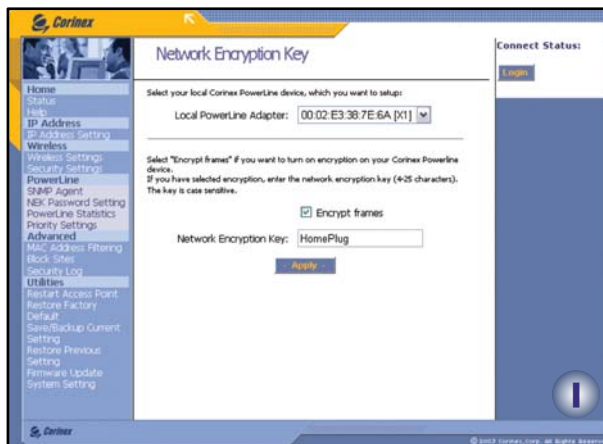 Corinex
Network Encryption Key
Connect Status:
Login
Home
Status
Help
IP Address
IP Address Setting
Wireless
Wireless Settings
Security Settings
PowerLine
SNMP Agent
NEK Password Setting
PowerLine Statistics
Priority Settings
Advanced
MAC Address Filtering
Block Sites
Security Log
Utilities
Restart Access Point
Restore Factory
Default
Save/Backup Current
Setting
Restore Previous
Setting
Firmware Update
System Setting
Select your local Corinex PowerLine device, which you want to setup:
Local PowerLine Adapter: 00:02:E3:38:7E:6A [X1]
Select "Encrypt frames" if you want to turn on encryption on your Corinex Powerline
device.
If you have selected encryption, enter the network encryption key (4-25 characters).
The key is case sensitive.
Encrypt frames
Network Encryption Key: HomePlug
- Apply -
I
Corinex
© 2003 Corinex, Corp. All Rights Reserved